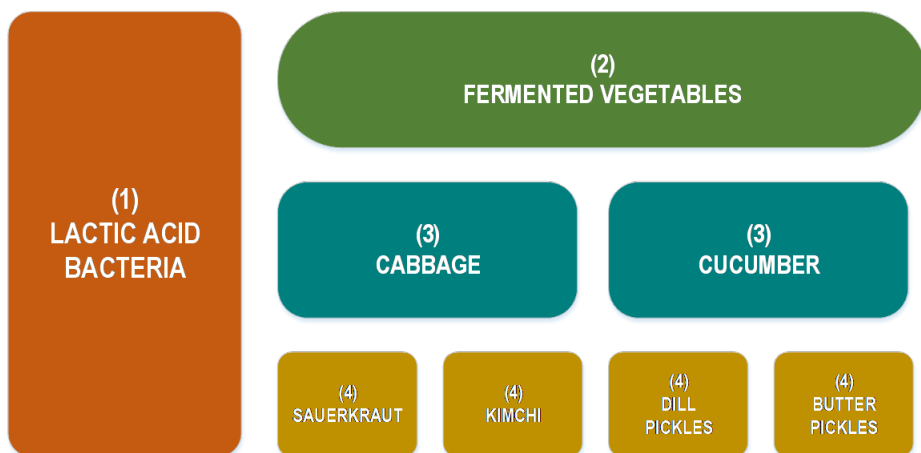 (1)
LACTIC ACID
BACTERIA
(2)
FERMENTED VEGETABLES
(3)
CABBAGE
(3)
CUCUMBER
(4)
SAUERKRAUT
(4)
KIMCHI
(4)
DILL
PICKLES
(4)
BUTTER
PICKLES